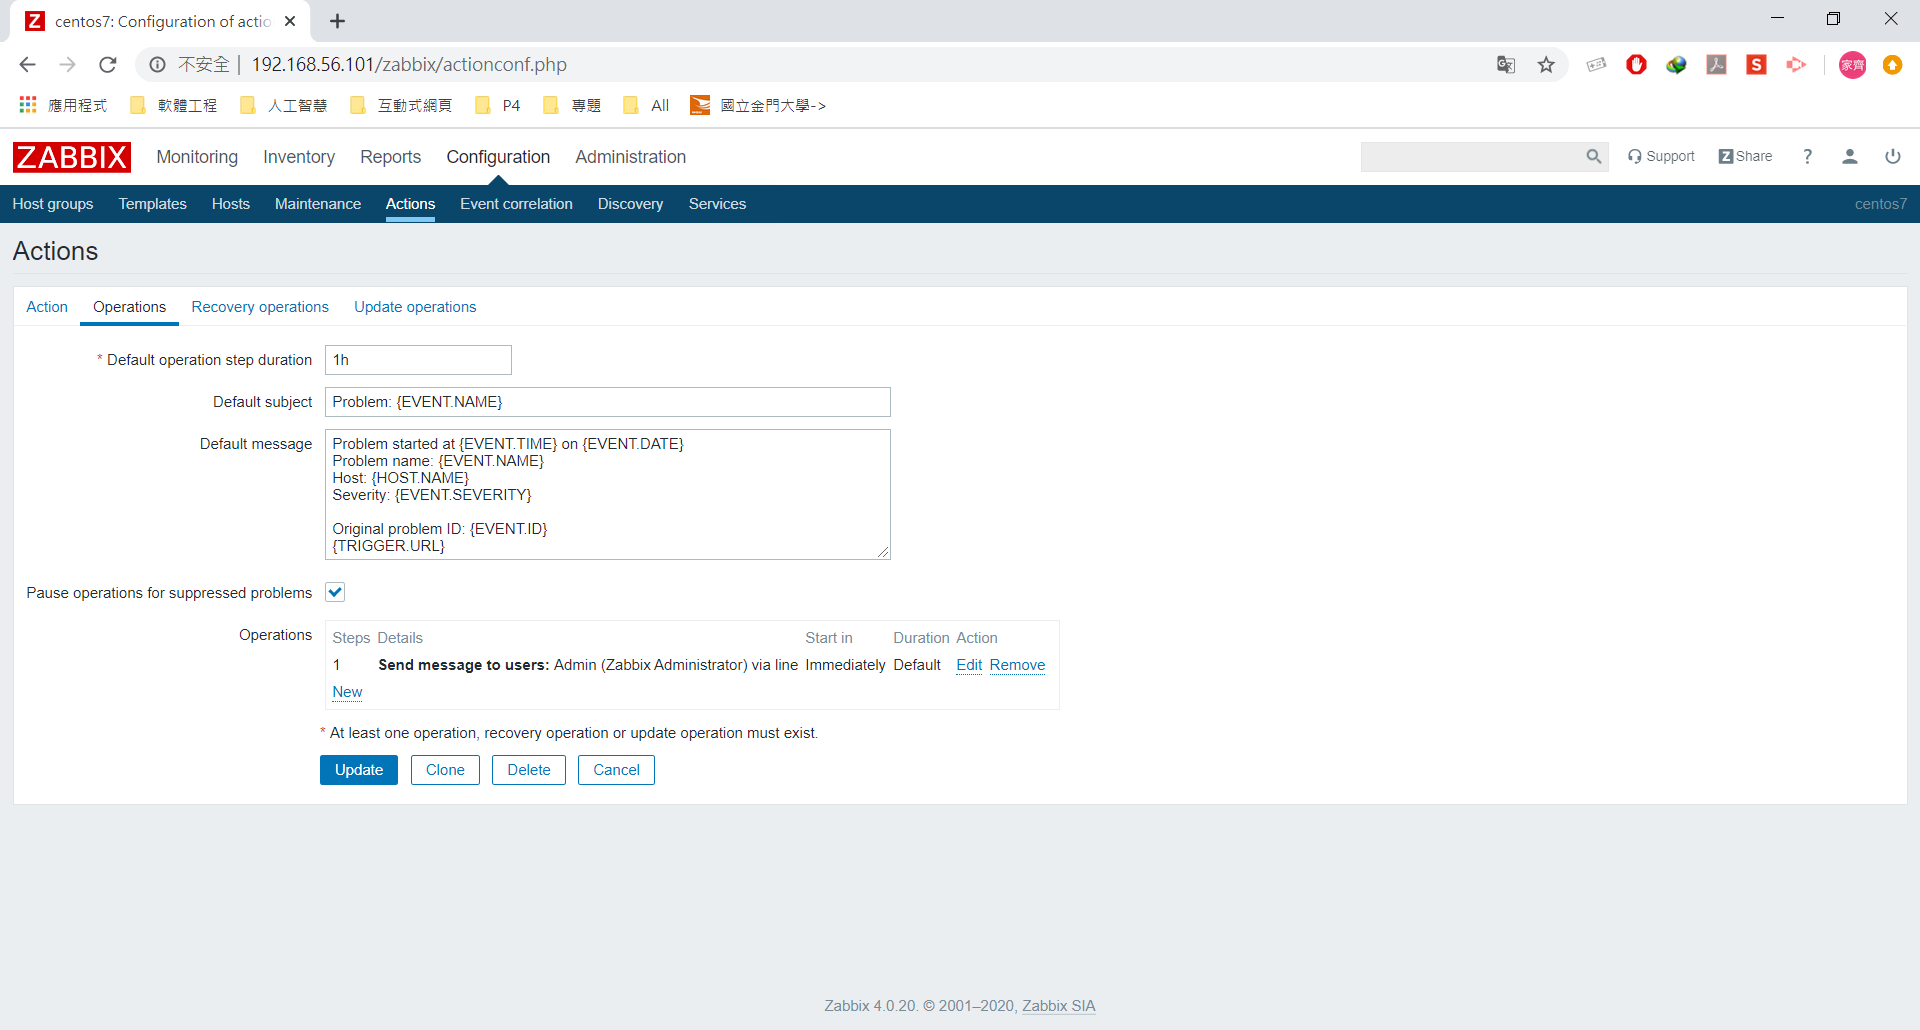 centos7: Configuration of actio
不安全 | 192.168.56.101/zabbix/actionconf.php
家齊
應用程式 軟體工程 人工智慧 互動式網頁 P4 專題 All 國立金門大學->
ZABBIX Monitoring Inventory Reports Configuration Administration Support Z Share ?
Host groups Templates Hosts Maintenance Actions Event correlation Discovery Services centos7
Actions
Action Operations Recovery operations Update operations
* Default operation step duration 1h
Default subject Problem: {EVENT.NAME}
Default message Problem started at {EVENT.TIME} on {EVENT.DATE}
Problem name: {EVENT.NAME}
Host: {HOST.NAME}
Severity: {EVENT.SEVERITY}
Original problem ID: {EVENT.ID}
{TRIGGER.URL}
Pause operations for suppressed problems
Operations Steps Details Start in Duration Action
1 Send message to users: Admin (Zabbix Administrator) via line Immediately Default Edit Remove
New
* At least one operation, recovery operation or update operation must exist.
Update Clone Delete Cancel
Zabbix 4.0.20. © 2001–2020, Zabbix SIA